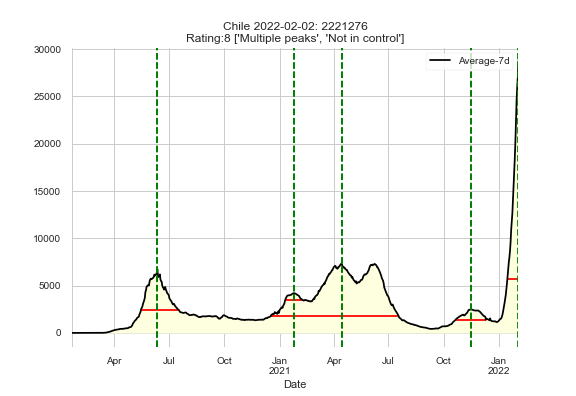 Chile 2022-02-02: 2221276
Rating:8 ['Multiple peaks', 'Not in control']
Average-7d
30000
25000
20000
15000
10000
5000
0
Apr
Jul
Oct
Jan
2021
Apr
Jul
Oct
Jan
2022
Date